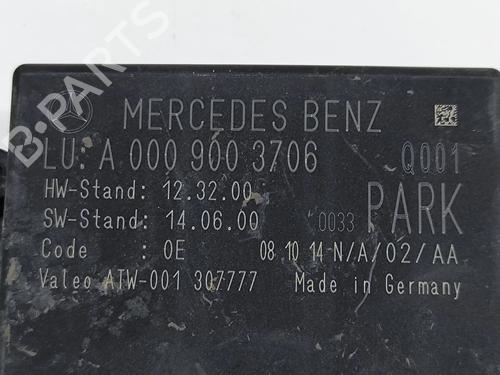 MERCEDES BENZ
LU: A 000 900 3706 Q001
HW-Stand: 12.32.00
SW-Stand: 14.06.00 0033 PARK
Code : 0E 08 10 14-N/A/02/AA
Valeo ATW-001 307777 Made in Germany
B-PARTS